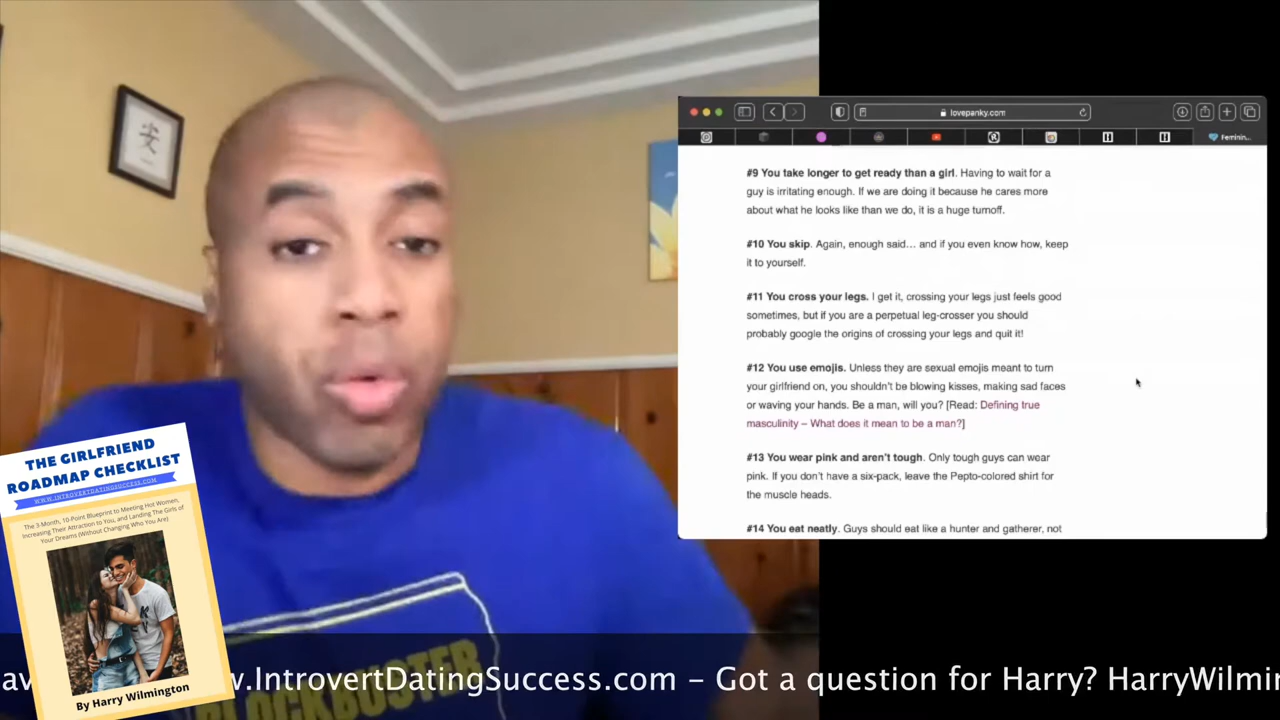 安
lovepanky.com
Feminin...
#9 You take longer to get ready than a girl. Having to wait for a
guy is irritating enough. If we are doing it because he cares more
about what he looks like than we do, it is a huge turnoff.
#10 You skip. Again, enough said... and if you even know how, keep
it to yourself.
#11 You cross your legs. I get it, crossing your legs just feels good
sometimes, but if you are a perpetual leg-crosser you should
probably google the origins of crossing your legs and quit it!
#12 You use emojis. Unless they are sexual emojis meant to turn
your girlfriend on, you shouldn't be blowing kisses, making sad faces
or waving your hands. Be a man, will you? [Read: Defining true
masculinity – What does it mean to be a man?]
#13 You wear pink and aren't tough. Only tough guys can wear
pink. If you don't have a six-pack, leave the Pepto-colored shirt for
the muscle heads.
#14 You eat neatly. Guys should eat like a hunter and gatherer, not
THE GIRLFRIEND
ROADMAP CHECKLIST
WWW.INTROVERTDATINGSUCCESS.COM
The 3-Month, 10-Point Blueprint to Meeting Hot Women,
Increasing Their Attraction to You, and Landing The Girls of
Your Dreams (Without Changing Who You Are)
By Harry Wilmington
BLOCKBUSTER
av w.IntrovertDatingSuccess.com – Got a question for Harry? HarryWilmin